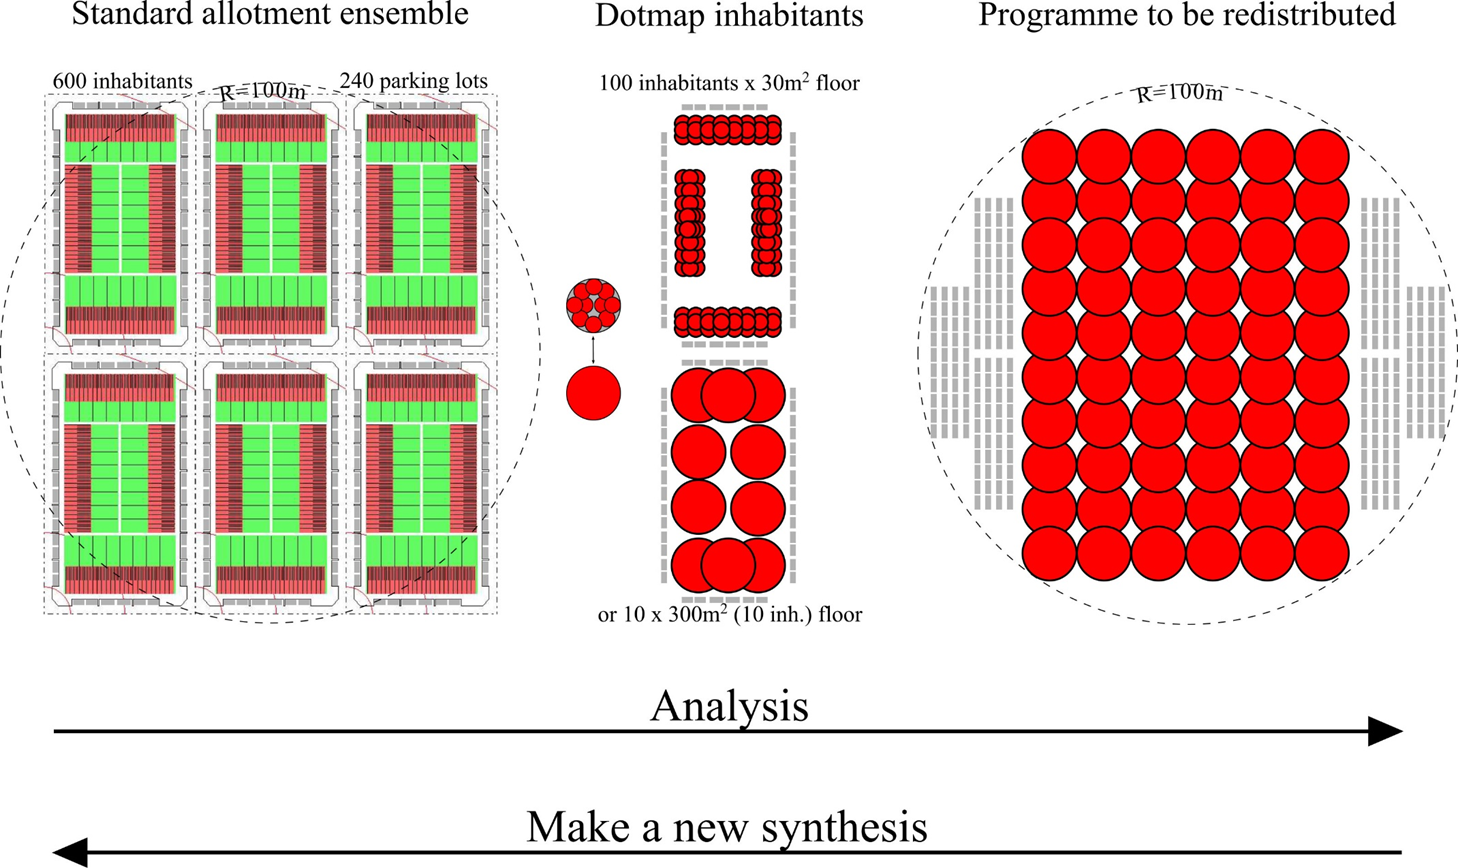 Standard allotment ensemble
Dotmap inhabitants
Programme to be redistributed
600 inhabitants
R=100m
240 parking lots
100 inhabitants x 30m² floor
R=100m
or 10 x 300m² (10 inh.) floor
Analysis
Make a new synthesis